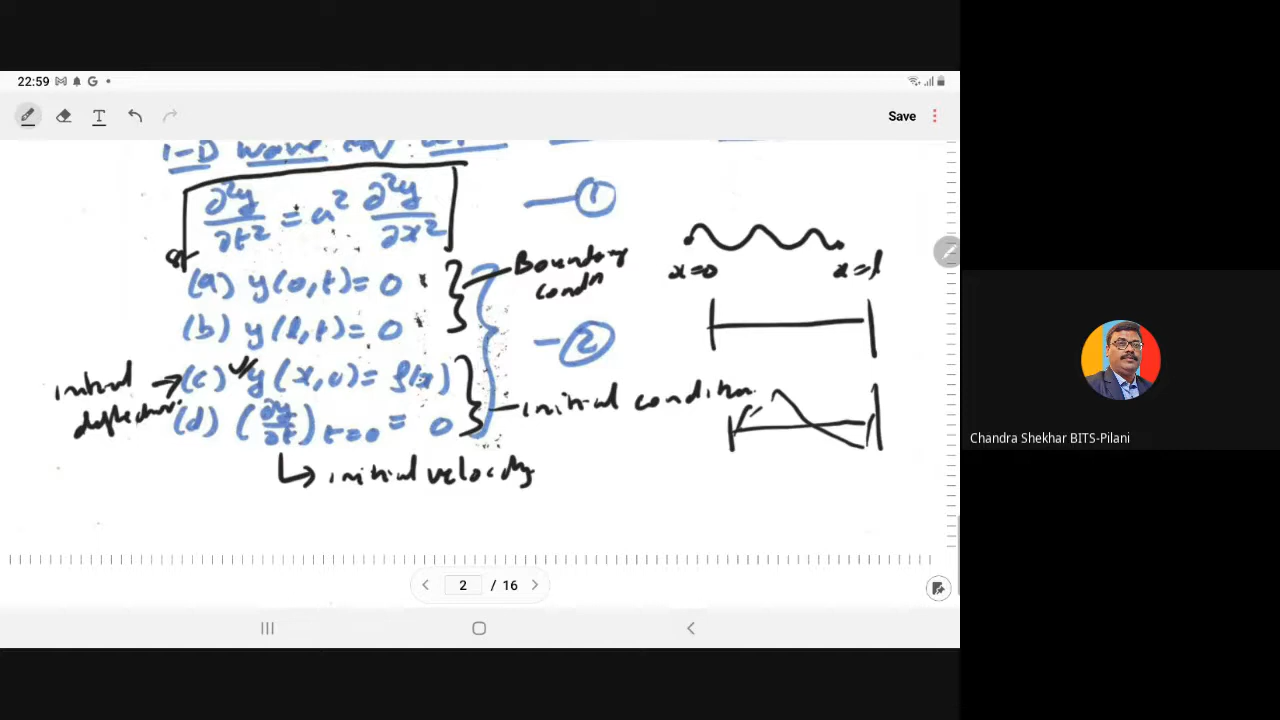 22:59
Save
1-D wave
∂²y/∂t² = a² ∂²y/∂x² —①
(a) y(0,t) = 0
Boundary
condn
(b) y(l,t) = 0
—②
x=0
x=l
initial
deflection
(c) y(x,0) = f(x)
(d) (∂y/∂t) t=0 = 0
initial condition
initial velocity
2 / 16
Chandra Shekhar BITS-Pilani